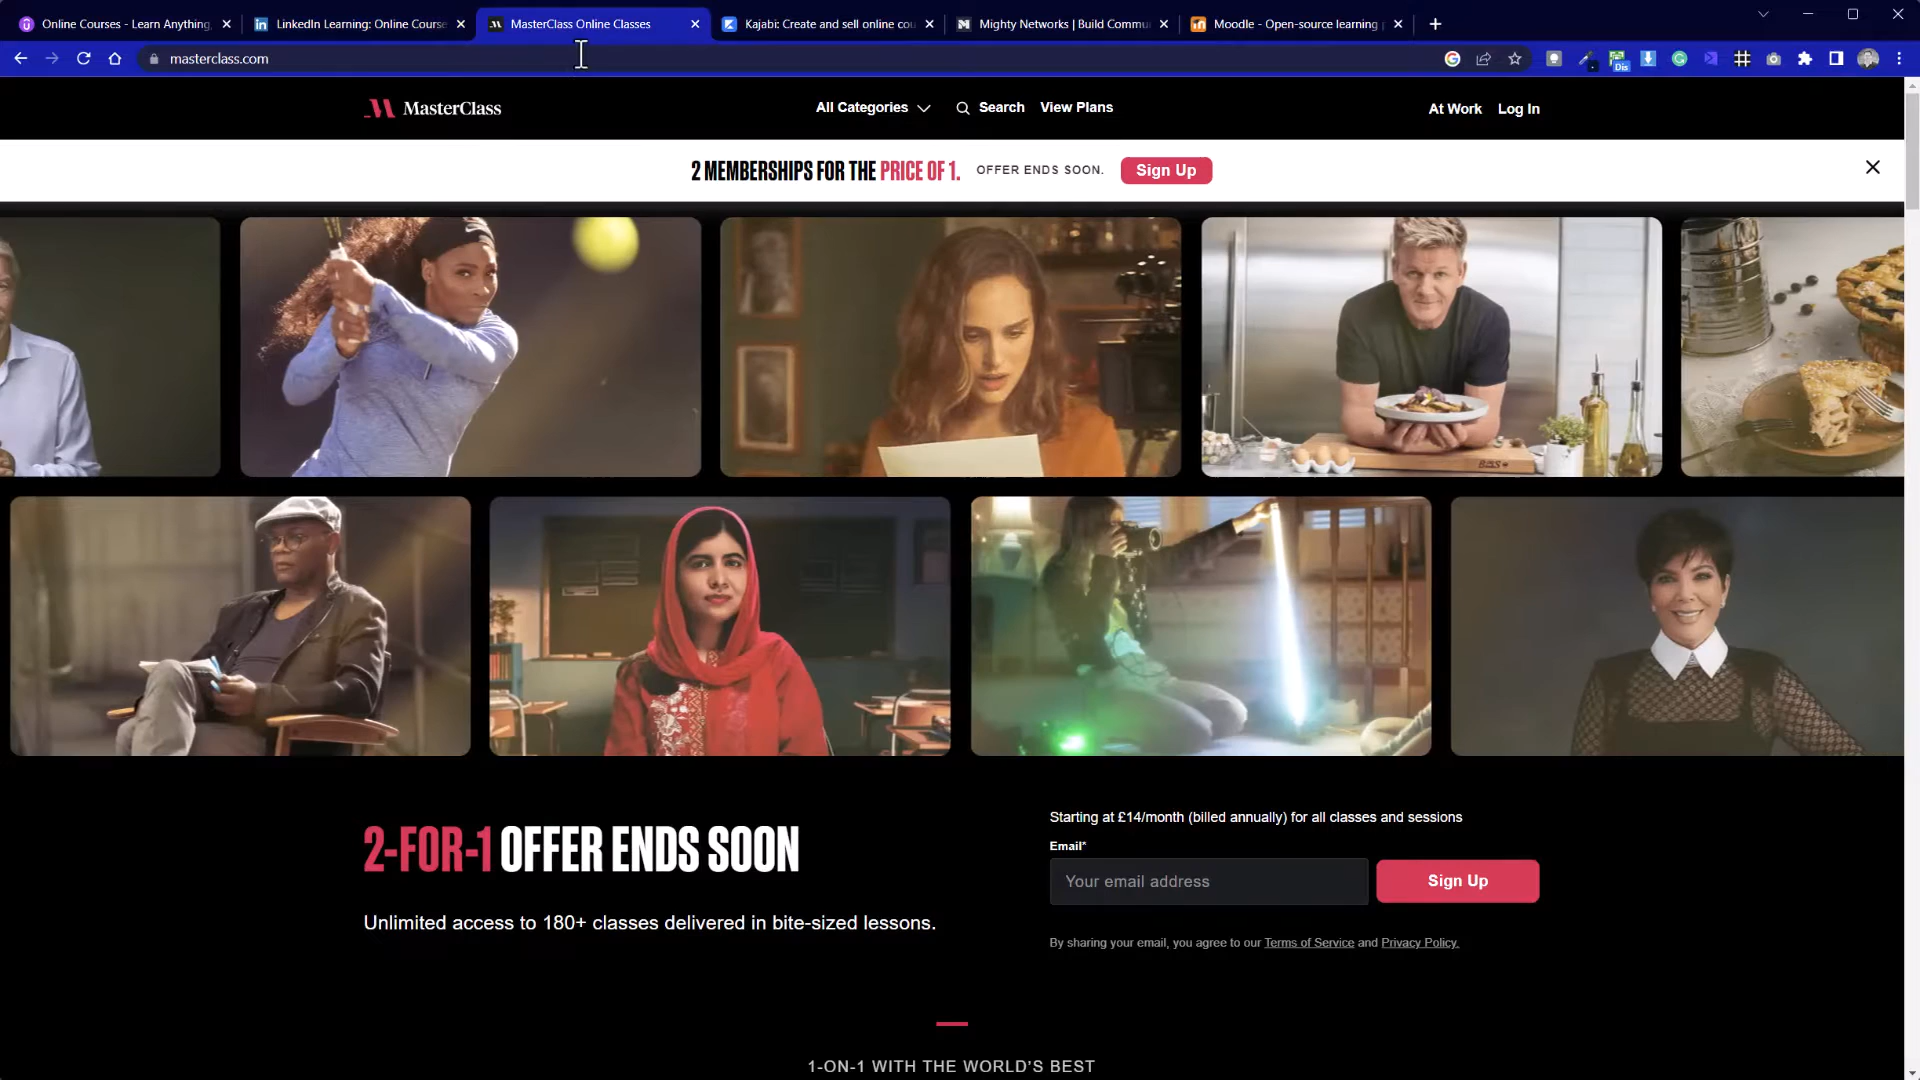 Online Courses - Learn Anything,
LinkedIn Learning: Online Course
MasterClass Online Classes
Kajabi: Create and sell online cou
Mighty Networks | Build Commu
Moodle - Open-source learning
masterclass.com
Dis
MasterClass
All Categories
Search
View Plans
At Work
Log In
2 MEMBERSHIPS FOR THE PRICE OF 1.
OFFER ENDS SOON.
Sign Up
2-FOR-1 OFFER ENDS SOON
Unlimited access to 180+ classes delivered in bite-sized lessons.
Starting at £14/month (billed annually) for all classes and sessions
Email*
Your email address
Sign Up
By sharing your email, you agree to our Terms of Service and Privacy Policy.
1-ON-1 WITH THE WORLD'S BEST